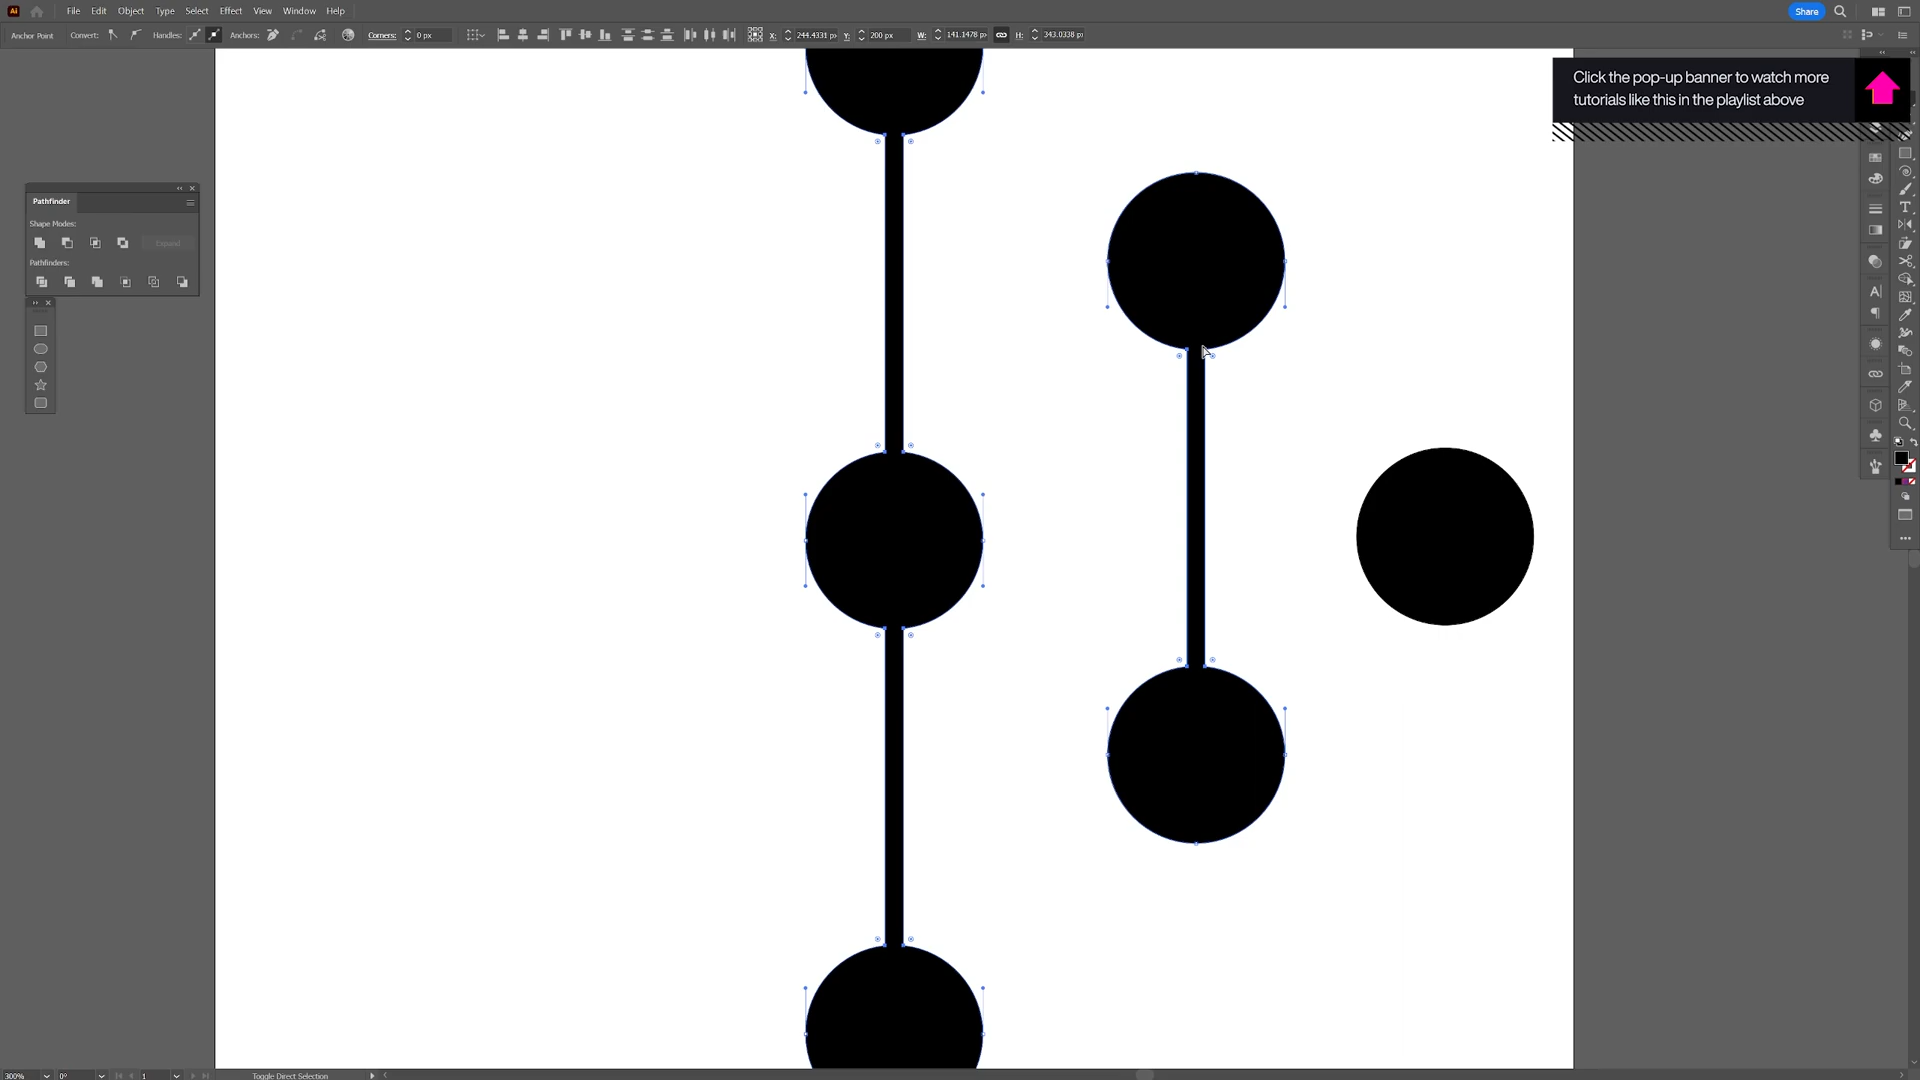 Ai File Edit Object Type Select Effect View Window Help Share
Anchor Point Convert: Handles: Anchors: Corners: 0 px X: 244.4331 px Y: 200 px W: 141.1478 px H: 343.0338 px
Click the pop-up banner to watch more
tutorials like this in the playlist above
Pathfinder
Shape Modes:
Expand
Pathfinders:
300% 0° 1 Toggle Direct Selection